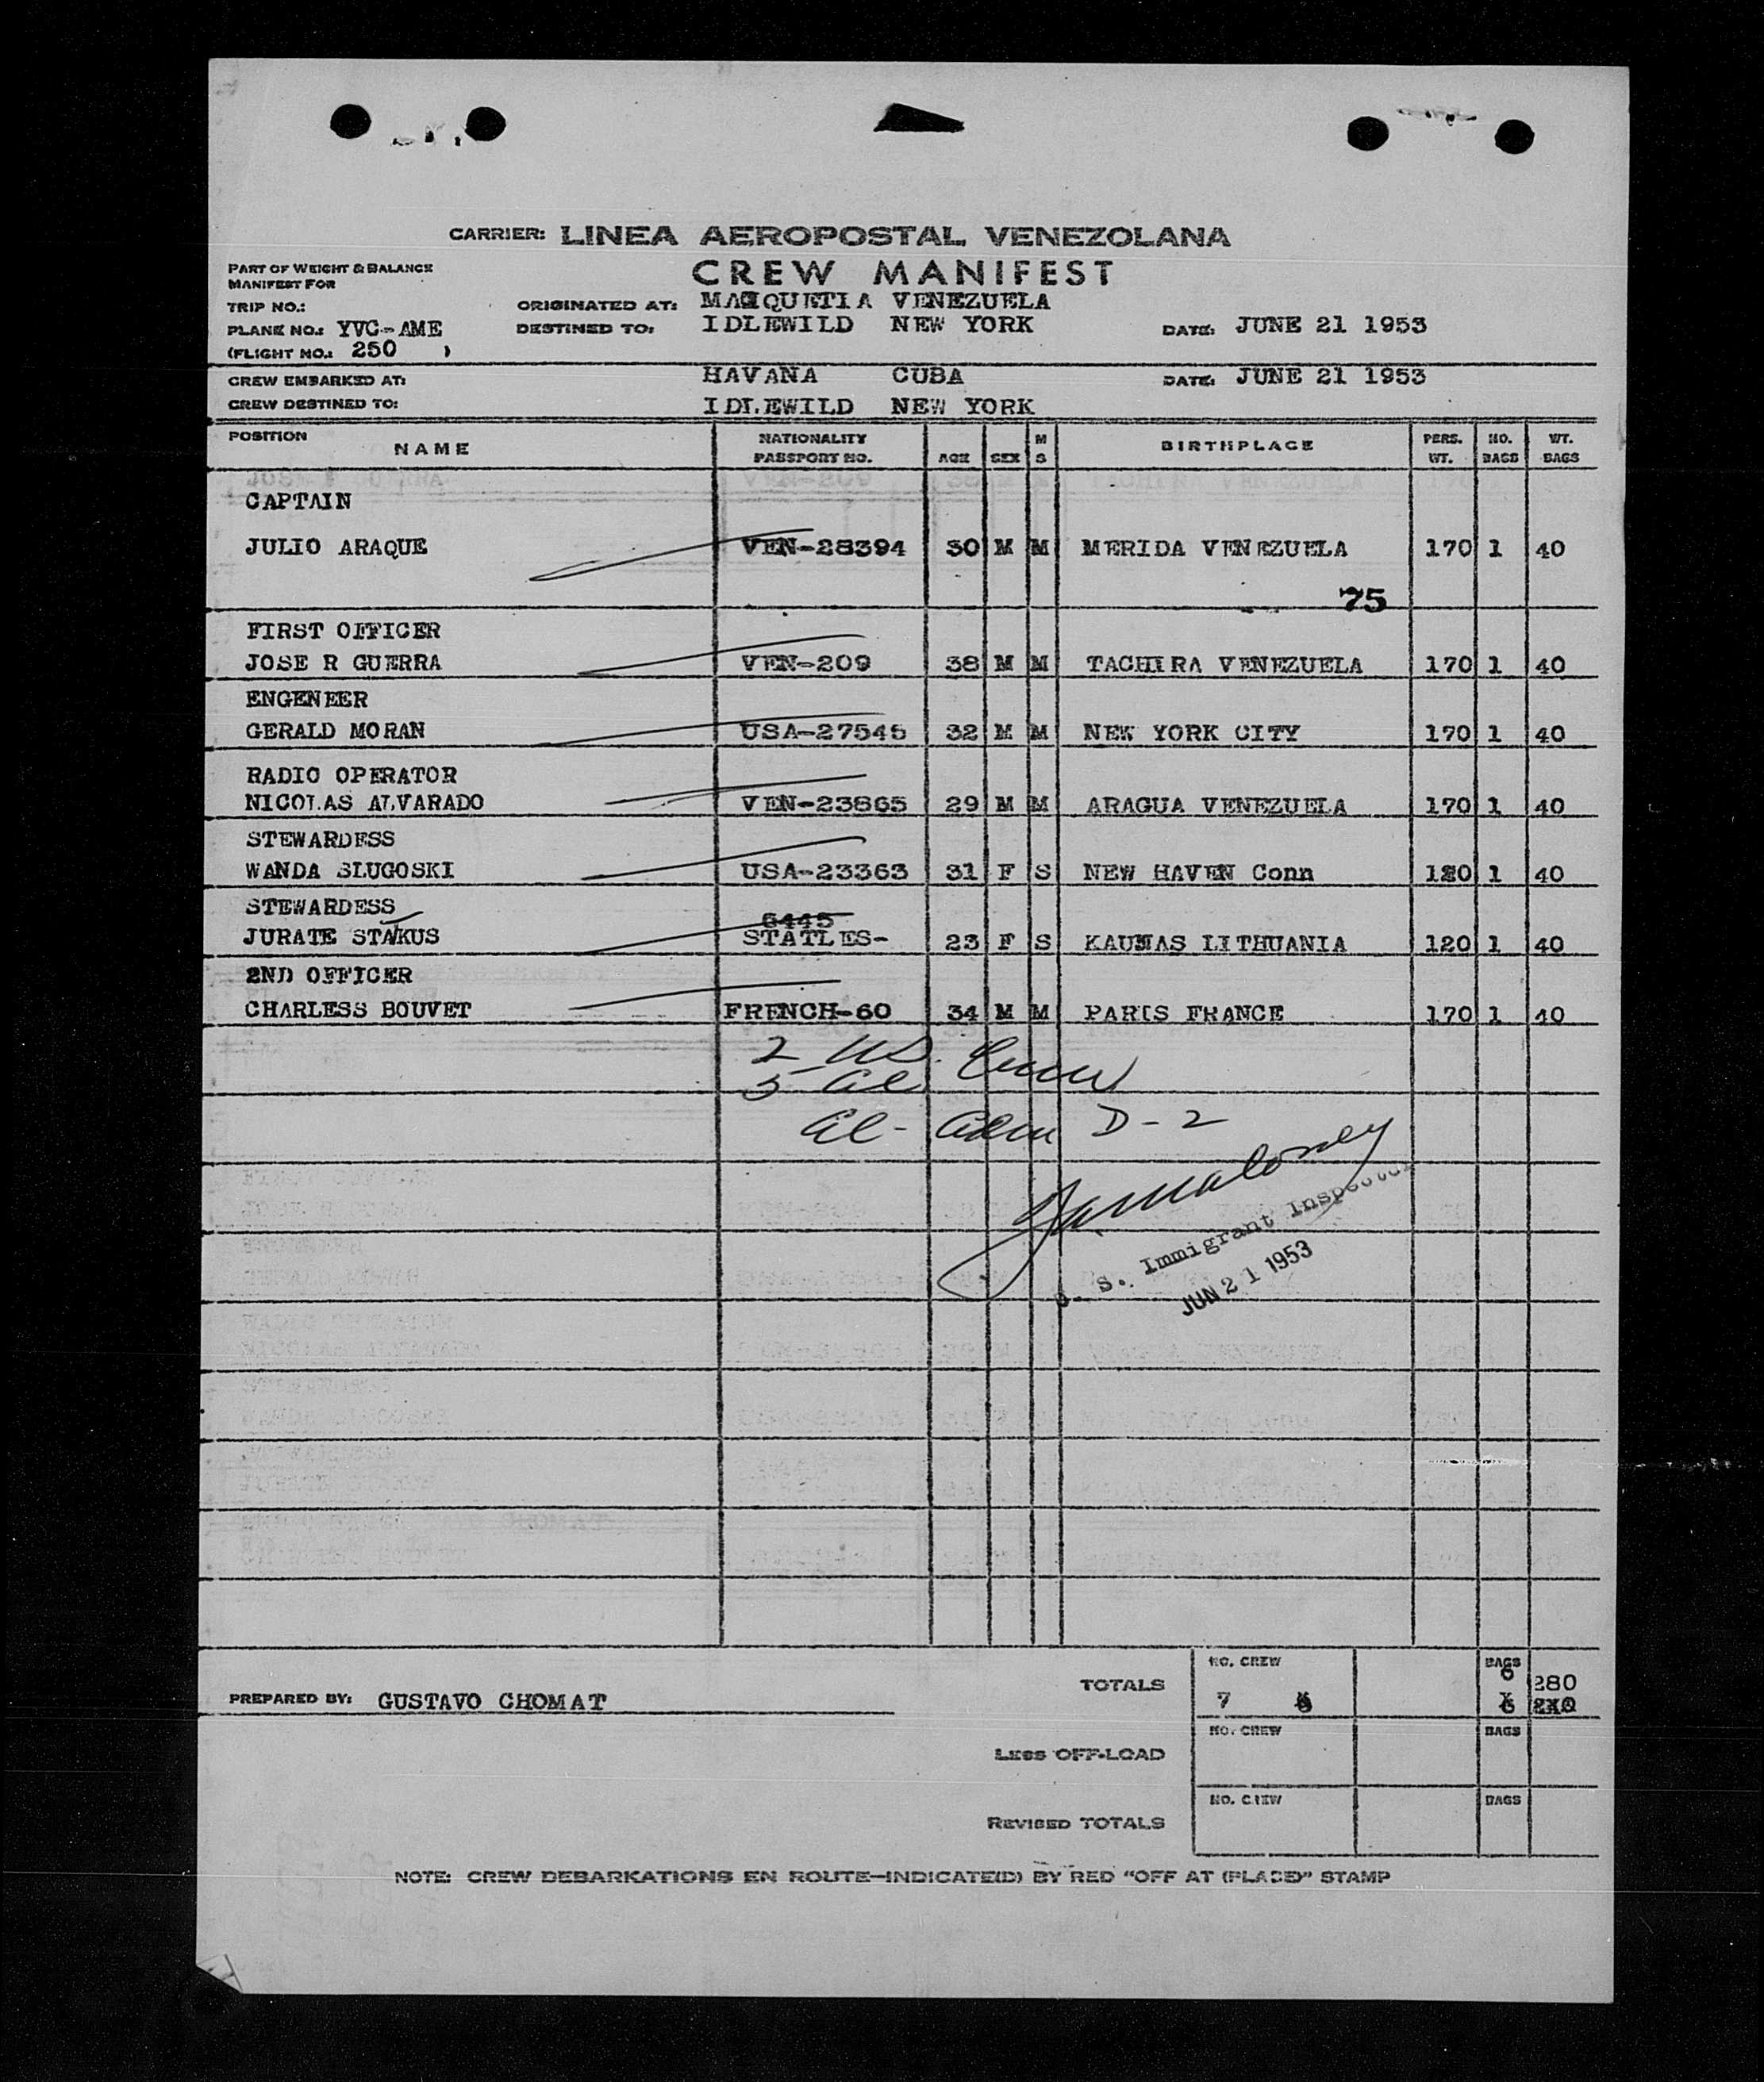 CARRIER: LINEA AEROPOSTAL VENEZOLANA
CREW MANIFEST
PART OF WEIGHT & BALANCE
MANIFEST FOR
TRIP NO.: ORIGINATED AT: MAIQUETIA VENEZUELA
PLANE NO.: YVC-AME DESTINED TO: IDLEWILD NEW YORK DATE: JUNE 21 1953
(FLIGHT NO.: 250 )
CREW EMBARKED AT: HAVANA CUBA DATE: JUNE 21 1953
CREW DESTINED TO: IDLEWILD NEW YORK
POSITION NAME NATIONALITY PASSPORT NO. AGE SEX M S BIRTHPLACE PERS. WT. NO. BAGS WT. BAGS
CAPTAIN
JULIO ARAQUE VEN-28394 30 M M MERIDA VENEZUELA 170 1 40
75
FIRST OFFICER
JOSE R GUERRA VEN-209 38 M M TACHIRA VENEZUELA 170 1 40
ENGENEER
GERALD MORAN USA-27546 32 M M NEW YORK CITY 170 1 40
RADIO OPERATOR
NICOLAS ALVARADO VEN-23865 29 M M ARAGUA VENEZUELA 170 1 40
STEWARDESS
WANDA SLUGOSKI USA-23363 31 F S NEW HAVEN Conn 120 1 40
STEWARDESS 6445
JURATE STAKUS STATLES- 23 F S KAUNAS LITHUANIA 120 1 40
2ND OFFICER
CHARLESS BOUVET FRENCH-60 34 M M PARIS FRANCE 170 1 40
2 US. Crew
5 al
al- adm D-2
S. Immigrant Inspector
JUN 21 1953
TOTALS NO. CREW 7 BAGS 6 280
PREPARED BY: GUSTAVO CHOMAT
LESS OFF-LOAD NO. CREW BAGS
REVISED TOTALS NO. CREW BAGS
NOTE: CREW DEBARKATIONS EN ROUTE—INDICATE(D) BY RED "OFF AT (PLACE)" STAMP